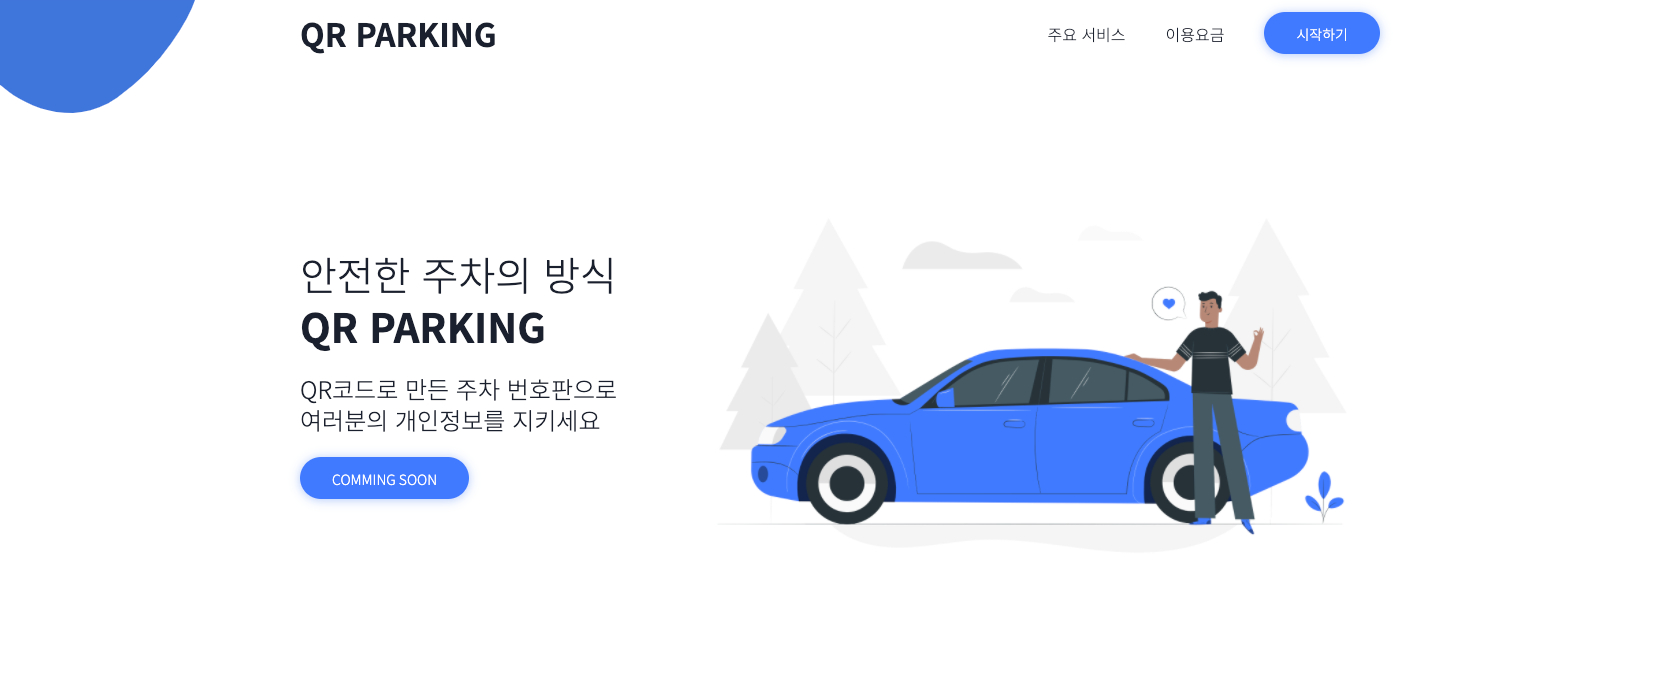 QR PARKING
주요 서비스
이용요금
시작하기
안전한 주차의 방식
QR PARKING
QR코드로 만든 주차 번호판으로
여러분의 개인정보를 지키세요
COMMING SOON